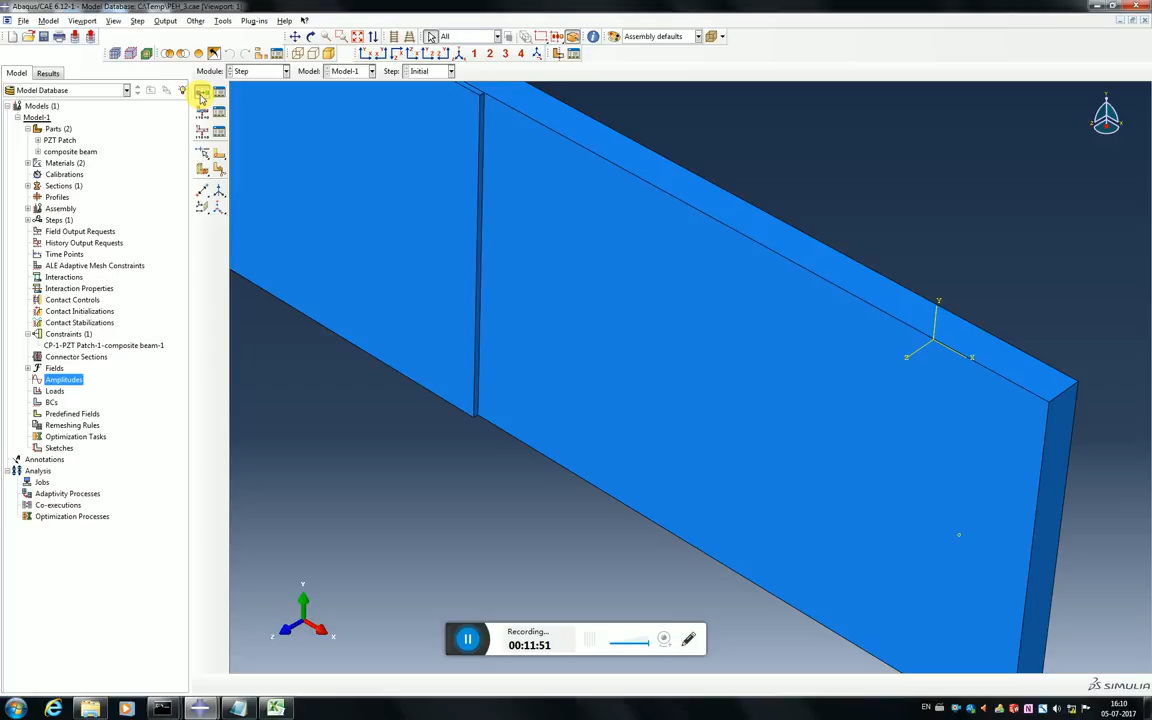 Abaqus/CAE 6.12-1 - Model Database: C:\Temp\PEH_3.cae [Viewport: 1]
File Model Viewport View Step Output Other Tools Plug-ins Help
All
Assembly defaults
1 2 3 4
Model Results
Module: Step Model: Model-1 Step: Initial
Model Database
Models (1)
Model-1
Parts (2)
PZT Patch
composite beam
Materials (2)
Calibrations
Sections (1)
Profiles
Assembly
Steps (1)
Field Output Requests
History Output Requests
Time Points
ALE Adaptive Mesh Constraints
Interactions
Interaction Properties
Contact Controls
Contact Initializations
Contact Stabilizations
Constraints (1)
CP-1-PZT Patch-1-composite beam-1
Connector Sections
Fields
Amplitudes
Loads
BCs
Predefined Fields
Remeshing Rules
Optimization Tasks
Sketches
Annotations
Analysis
Jobs
Adaptivity Processes
Co-executions
Optimization Processes
Y
Z X
Y
Z X
Recording...
00:11:51
SIMULIA
EN
16:10
05-07-2017